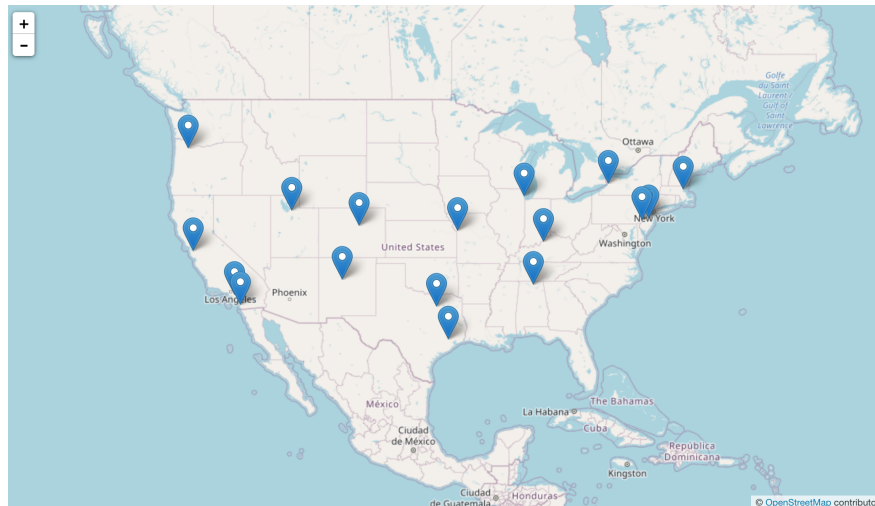 +
−
Golfe
du Saint-
Laurent /
Gulf of
Saint
Lawrence
Ottawa
New York
Washington
United States
Phoenix
Los Angeles
La Habana
The Bahamas
México
Cuba
Ciudad
de México
República
Dominicana
Kingston
Ciudad
de Guatemala
Honduras
© OpenStreetMap contributo